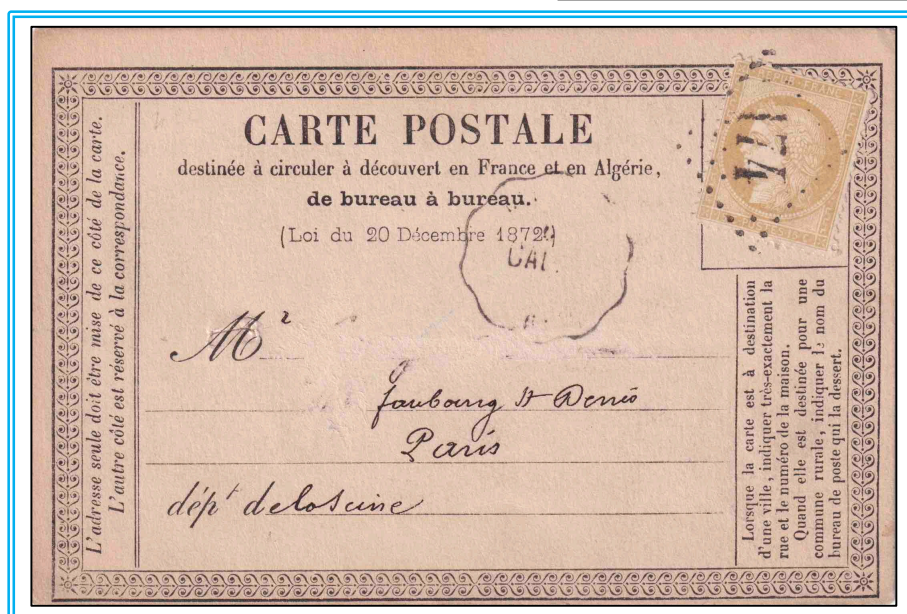 CARTE POSTALE
destinée à circuler à découvert en France et en Algérie,
de bureau à bureau.
(Loi du 20 Décembre 1872)
L'adresse seule doit être mise de ce côté de la carte.
L'autre côté est réservé à la correspondance.
CAL
Mr
faubourg St Denis
Paris
dépt de la Seine
Lorsque la carte est à destination
d'une ville, indiquer très-exactement la
rue et le numéro de la maison.
Quand elle est destinée pour une
commune rurale, indiquer le nom du
bureau de poste qui la dessert.